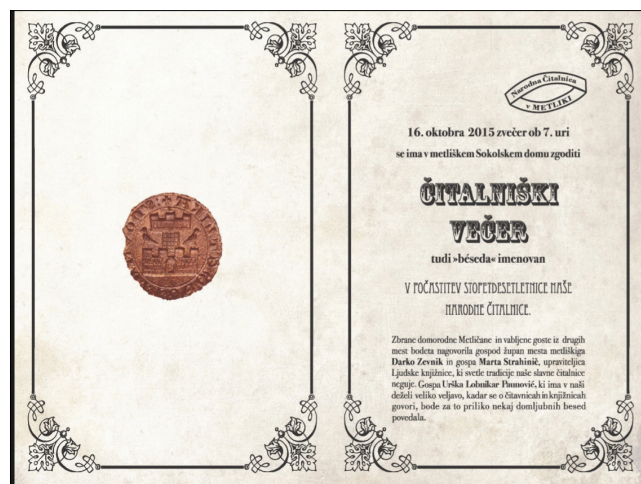 Narodna Čitalnica
v METLIKI
16. oktobra 2015 zvečer ob 7. uri
se ima v metliškem Sokolskem domu zgoditi
ČITALNIŠKI
VEČER
tudi »béseda« imenovan
V POČASTITEV STOPETDESETLETNICE NAŠE
NARODNE ČITALNICE.
Zbrane domorodne Metličane in vabljene goste iz drugih
mest bodeta nagovorila gospod župan mesta metliškiga
Darko Zevnik in gospa Marta Strahinič, upraviteljica
Ljudske knjižnice, ki svetle tradicije naše slavne čitalnice
neguje. Gospa Urška Lobnikar Paunović, ki ima v naši
deželi veliko veljavo, kadar se o čitavnicah in knjižnicah
govori, bode za to priliko nekaj domljubnih besed
povedala.